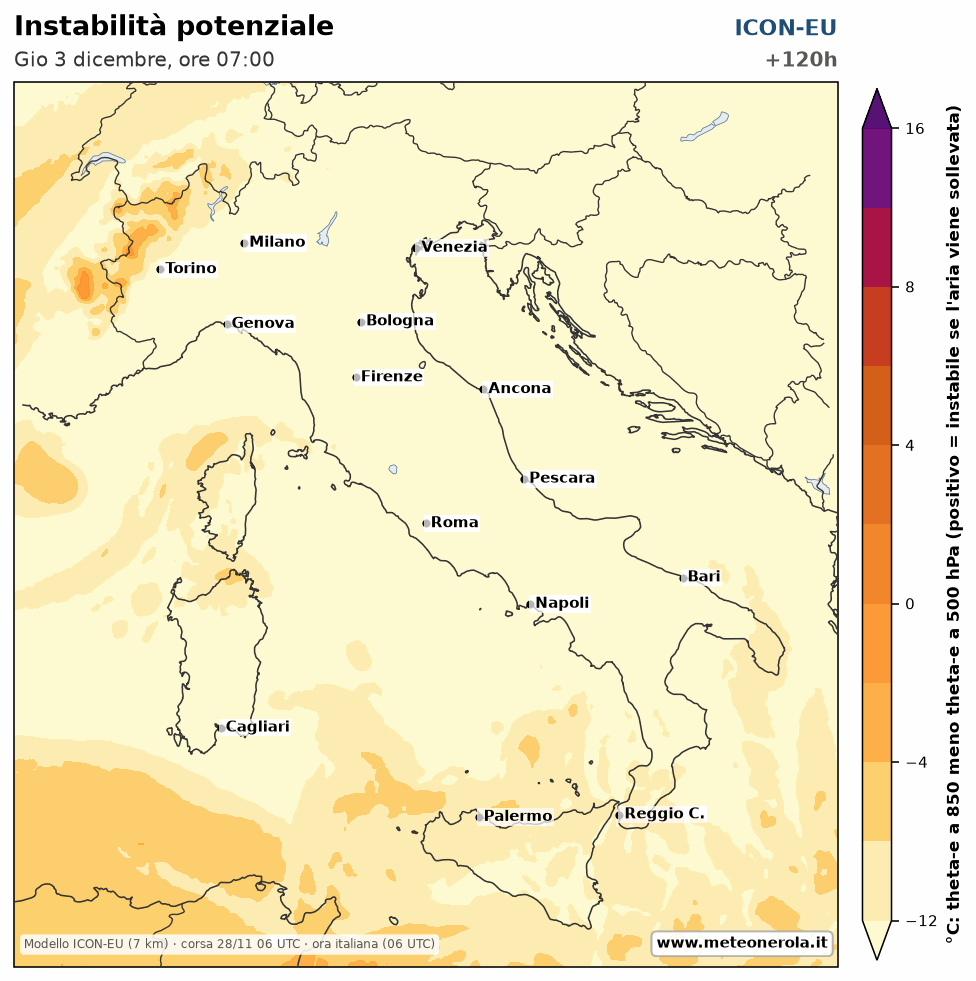 Instabilità potenziale
ICON-EU
Gio 3 dicembre, ore 07:00
+120h
Milano
Venezia
Torino
Genova
Bologna
Firenze
Ancona
Pescara
Roma
Bari
Napoli
Cagliari
Palermo
Reggio C.
16
8
4
0
−4
−12
°C: theta-e a 850 meno theta-e a 500 hPa (positivo = instabile se l'aria viene sollevata)
Modello ICON-EU (7 km) · corsa 28/11 06 UTC · ora italiana (06 UTC)
www.meteonerola.it